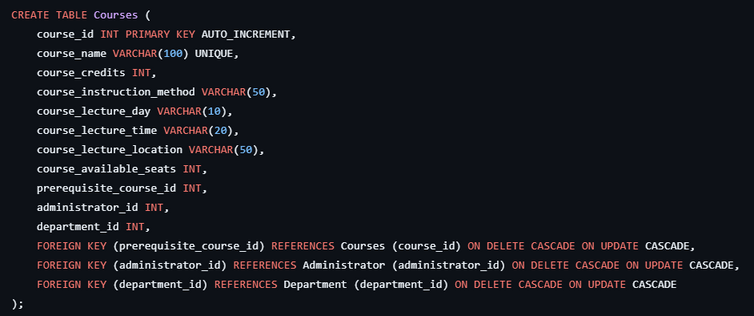 CREATE TABLE Courses (
    course_id INT PRIMARY KEY AUTO_INCREMENT,
    course_name VARCHAR(100) UNIQUE,
    course_credits INT,
    course_instruction_method VARCHAR(50),
    course_lecture_day VARCHAR(10),
    course_lecture_time VARCHAR(20),
    course_lecture_location VARCHAR(50),
    course_available_seats INT,
    prerequisite_course_id INT,
    administrator_id INT,
    department_id INT,
    FOREIGN KEY (prerequisite_course_id) REFERENCES Courses (course_id) ON DELETE CASCADE ON UPDATE CASCADE,
    FOREIGN KEY (administrator_id) REFERENCES Administrator (administrator_id) ON DELETE CASCADE ON UPDATE CASCADE,
    FOREIGN KEY (department_id) REFERENCES Department (department_id) ON DELETE CASCADE ON UPDATE CASCADE
);